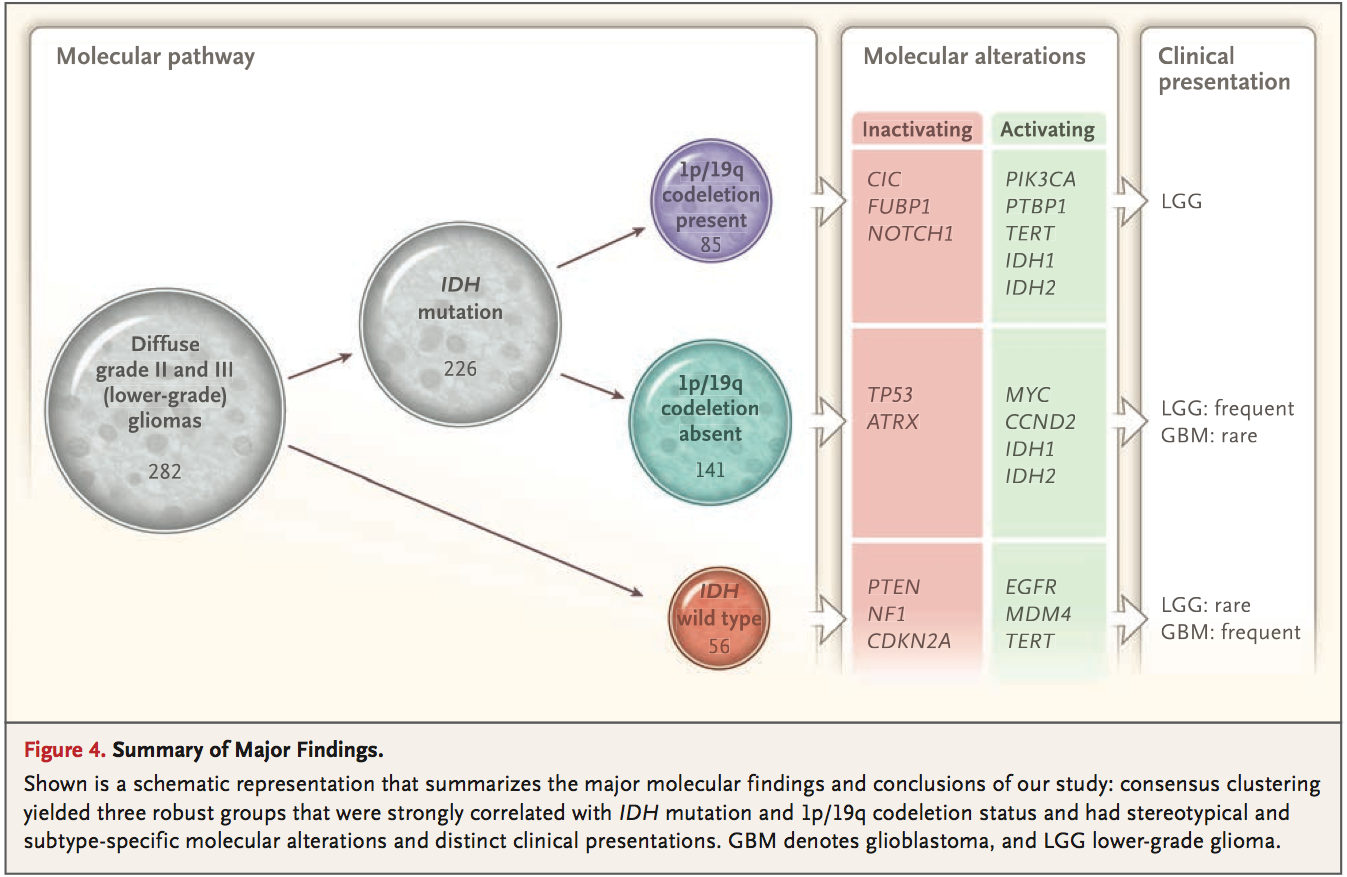 Molecular pathway
Molecular alterations
Clinical
presentation
Inactivating
Activating
Diffuse
grade II and III
(lower-grade)
gliomas
282
IDH
mutation
226
1p/19q
codeletion
present
85
CIC
FUBP1
NOTCH1
PIK3CA
PTBP1
TERT
IDH1
IDH2
LGG
1p/19q
codeletion
absent
141
TP53
ATRX
MYC
CCND2
IDH1
IDH2
LGG: frequent
GBM: rare
IDH
wild type
56
PTEN
NF1
CDKN2A
EGFR
MDM4
TERT
LGG: rare
GBM: frequent
Figure 4. Summary of Major Findings.
Shown is a schematic representation that summarizes the major molecular findings and conclusions of our study: consensus clustering
yielded three robust groups that were strongly correlated with IDH mutation and 1p/19q codeletion status and had stereotypical and
subtype-specific molecular alterations and distinct clinical presentations. GBM denotes glioblastoma, and LGG lower-grade glioma.